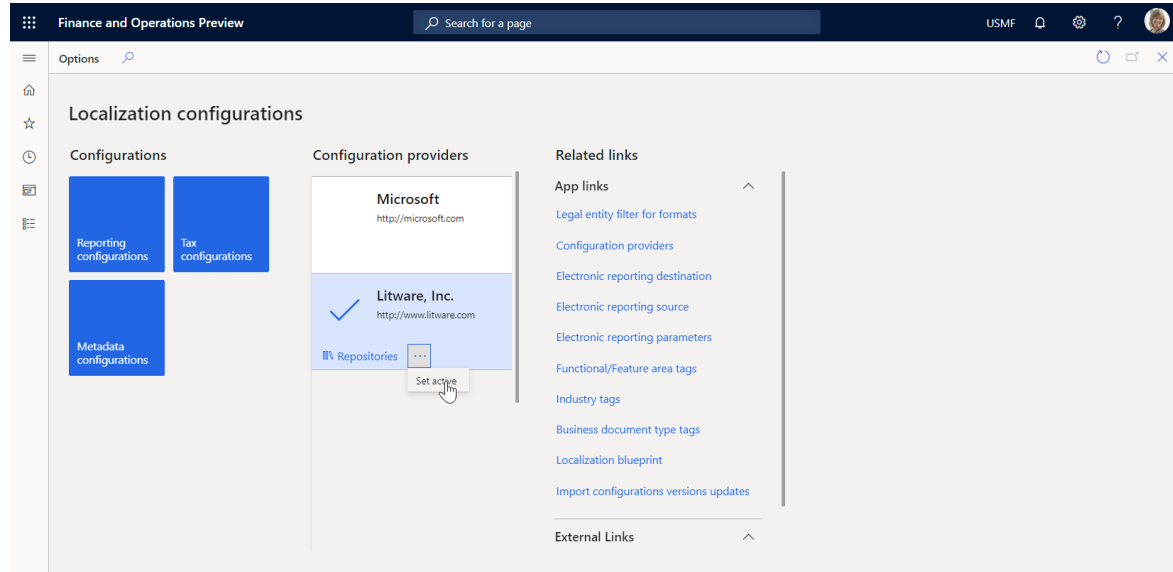 Finance and Operations Preview
Search for a page
USMF
?
Options
Localization configurations
Configurations
Reporting
configurations
Tax
configurations
Metadata
configurations
Configuration providers
Microsoft
http://microsoft.com
Litware, Inc.
http://www.litware.com
Repositories
...
Set active
Related links
App links
Legal entity filter for formats
Configuration providers
Electronic reporting destination
Electronic reporting source
Electronic reporting parameters
Functional/Feature area tags
Industry tags
Business document type tags
Localization blueprint
Import configurations versions updates
External Links